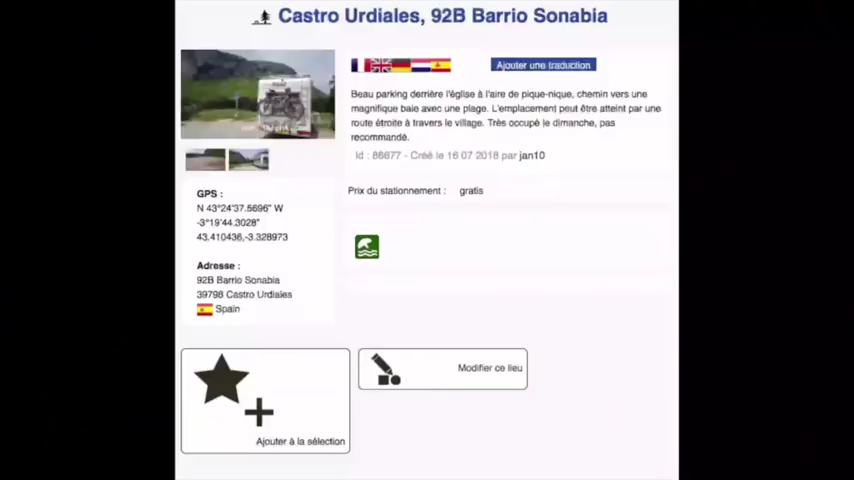 Castro Urdiales, 92B Barrio Sonabia
Ajouter une traduction
Beau parking derrière l'église à l'aire de pique-nique, chemin vers une
magnifique baie avec une plage. L'emplacement peut être atteint par une
route étroite à travers le village. Très occupé le dimanche, pas
recommandé.
Id : 86677 - Créé le 16 07 2018 par jan10
Prix du stationnement : gratis
GPS :
N 43°24'37.5696" W
-3°19'44.3028"
43.410436,-3.328973
Adresse :
92B Barrio Sonabia
39798 Castro Urdiales
Spain
Ajouter à la sélection
Modifier ce lieu